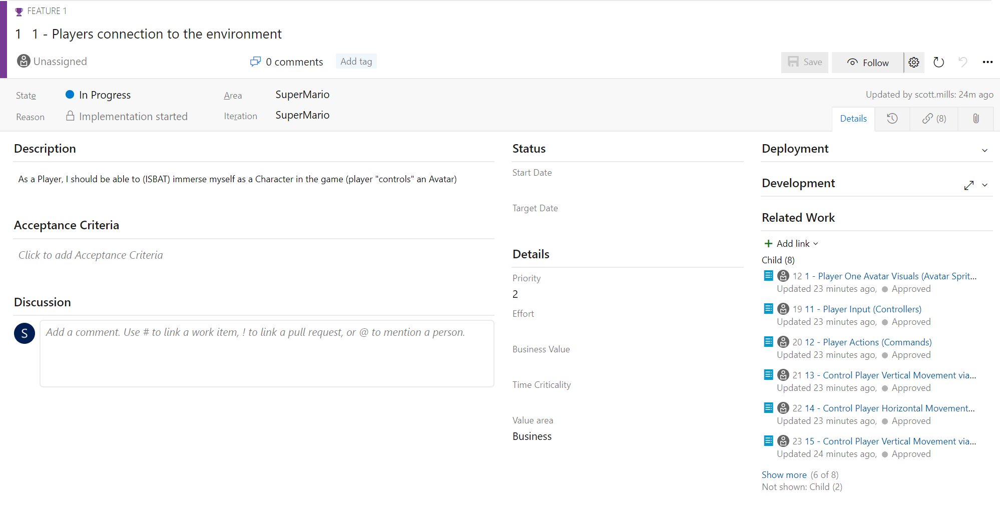 FEATURE 1
1 1 - Players connection to the environment
Unassigned
0 comments
Add tag
Save
Follow
State
In Progress
Area
SuperMario
Updated by scott.mills: 24m ago
Reason
Implementation started
Iteration
SuperMario
Details
(8)
Description
As a Player, I should be able to (ISBAT) immerse myself as a Character in the game (player "controls" an Avatar)
Acceptance Criteria
Click to add Acceptance Criteria
Discussion
S
Add a comment. Use # to link a work item, ! to link a pull request, or @ to mention a person.
Status
Start Date
Target Date
Details
Priority
2
Effort
Business Value
Time Criticality
Value area
Business
Deployment
Development
Related Work
+ Add link
Child (8)
12 1 - Player One Avatar Visuals (Avatar Sprit...
Updated 23 minutes ago, Approved
19 11 - Player Input (Controllers)
Updated 23 minutes ago, Approved
20 12 - Player Actions (Commands)
Updated 23 minutes ago, Approved
21 13 - Control Player Vertical Movement via...
Updated 23 minutes ago, Approved
22 14 - Control Player Horizontal Movement...
Updated 23 minutes ago, Approved
23 15 - Control Player Vertical Movement via...
Updated 24 minutes ago, Approved
Show more (6 of 8)
Not shown: Child (2)